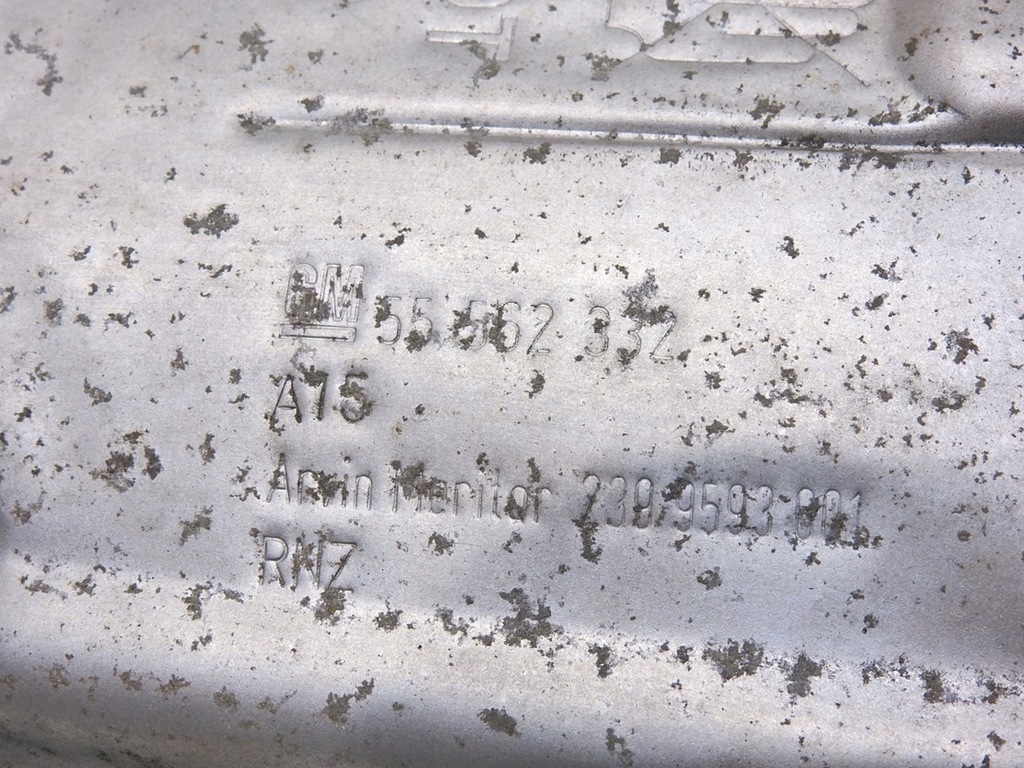 GM 55 562 332
A15
Arvin Meritor 239 9593 001
RNZ